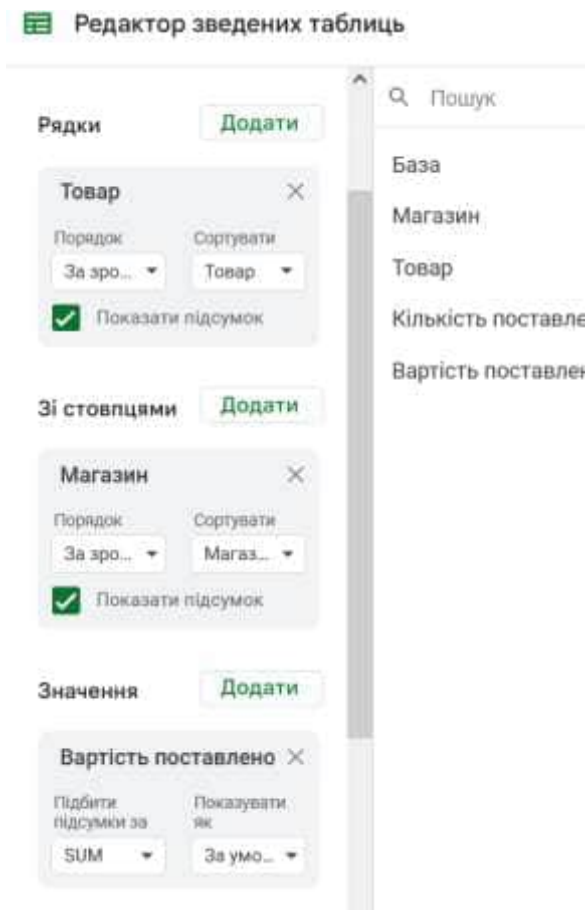 Редактор зведених таблиць
Рядки Додати
Товар
Порядок Сортувати
За зро... Товар
Показати підсумок
Зі стовпцями Додати
Магазин
Порядок Сортувати
За зро... Магаз...
Показати підсумок
Значення Додати
Вартість поставлено
Підбити Показувати
підсумки за як
SUM За умо...
Пошук
База
Магазин
Товар
Кількість поставле
Вартість поставлен